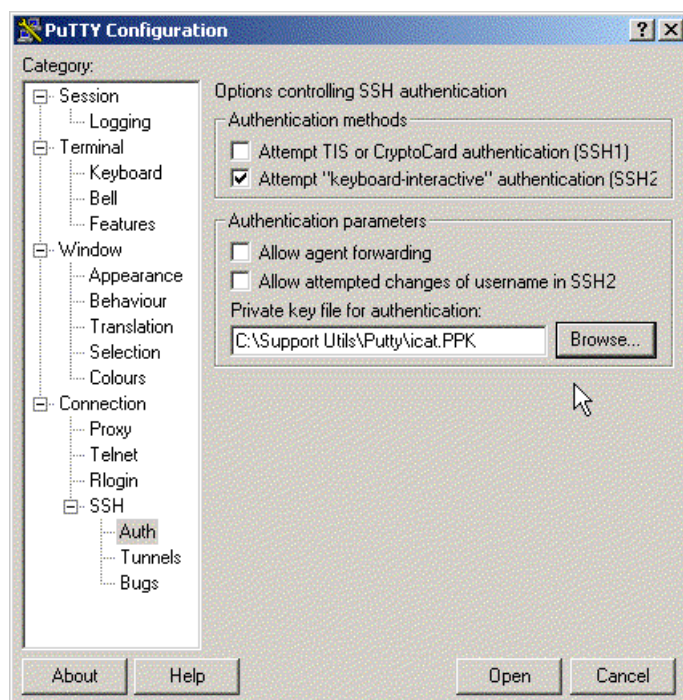 PuTTY Configuration
Category:
Session
Logging
Terminal
Keyboard
Bell
Features
Window
Appearance
Behaviour
Translation
Selection
Colours
Connection
Proxy
Telnet
Rlogin
SSH
Auth
Tunnels
Bugs
Options controlling SSH authentication
Authentication methods
Attempt TIS or CryptoCard authentication (SSH1)
Attempt "keyboard-interactive" authentication (SSH2
Authentication parameters
Allow agent forwarding
Allow attempted changes of username in SSH2
Private key file for authentication:
C:\Support Utils\Putty\icat.PPK
Browse...
About
Help
Open
Cancel